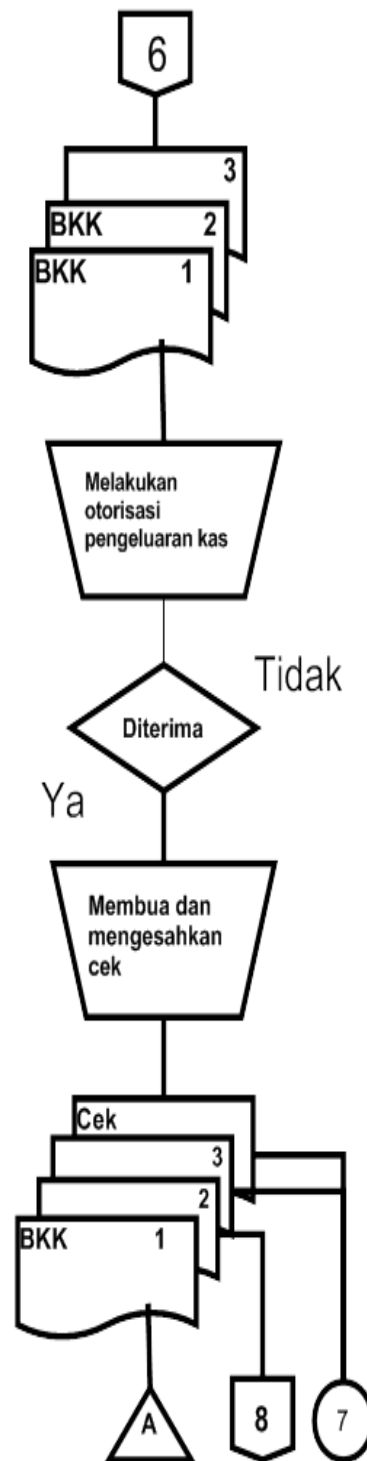 6
3
BKK 2
BKK 1
Melakukan
otorisasi
pengeluaran kas
Tidak
Diterima
Ya
Membua dan
mengesahkan
cek
Cek
3
2
BKK 1
A
8
7